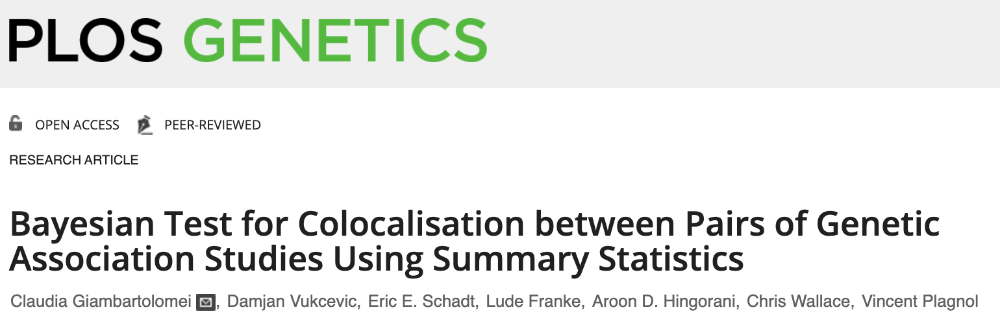 PLOS GENETICS
OPEN ACCESS PEER-REVIEWED
RESEARCH ARTICLE
Bayesian Test for Colocalisation between Pairs of Genetic
Association Studies Using Summary Statistics
Claudia Giambartolomei, Damjan Vukcevic, Eric E. Schadt, Lude Franke, Aroon D. Hingorani, Chris Wallace, Vincent Plagnol